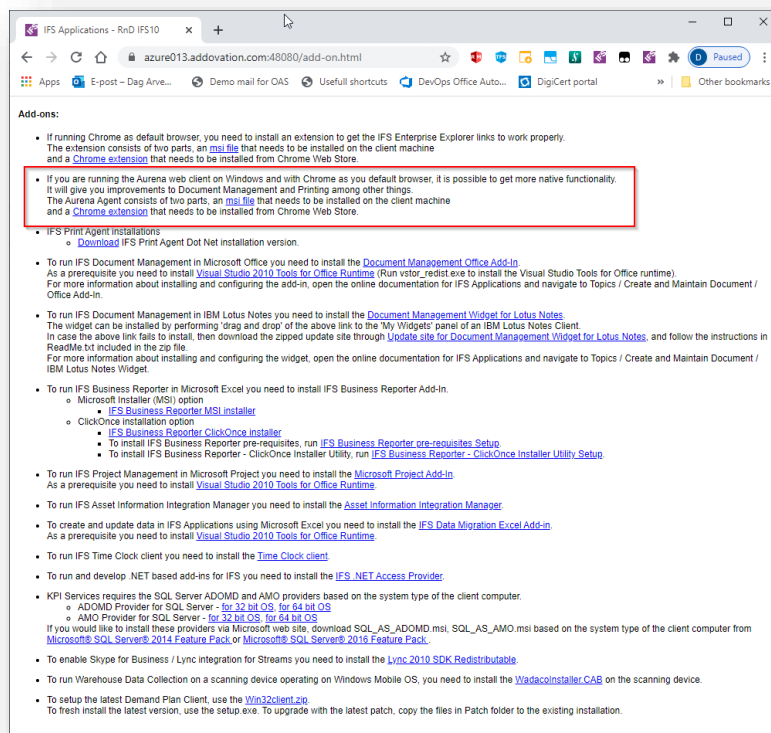 IFS Applications - RnD IFS10
azure013.addovation.com:48080/add-on.html
Paused
Apps
E-post – Dag Arve...
Demo mail for OAS
Usefull shortcuts
DevOps Office Auto...
DigiCert portal
»
Other bookmarks
Add-ons:
If running Chrome as default browser, you need to install an extension to get the IFS Enterprise Explorer links to work properly.
The extension consists of two parts, an msi file that needs to be installed on the client machine
and a Chrome extension that needs to be installed from Chrome Web Store.
If you are running the Aurena web client on Windows and with Chrome as you default browser, it is possible to get more native functionality.
It will give you improvements to Document Management and Printing among other things.
The Aurena Agent consists of two parts, an msi file that needs to be installed on the client machine
and a Chrome extension that needs to be installed from Chrome Web Store.
IFS Print Agent installations
Download IFS Print Agent Dot Net installation version.
To run IFS Document Management in Microsoft Office you need to install the Document Management Office Add-In.
As a prerequisite you need to install Visual Studio 2010 Tools for Office Runtime (Run vstor_redist.exe to install the Visual Studio Tools for Office runtime).
For more information about installing and configuring the add-in, open the online documentation for IFS Applications and navigate to Topics / Create and Maintain Document /
Office Add-In.
To run IFS Document Management in IBM Lotus Notes you need to install the Document Management Widget for Lotus Notes.
The widget can be installed by performing 'drag and drop' of the above link to the 'My Widgets' panel of an IBM Lotus Notes Client.
In case the above link fails to install, then download the zipped update site through Update site for Document Management Widget for Lotus Notes, and follow the instructions in
ReadMe.txt included in the zip file.
For more information about installing and configuring the widget, open the online documentation for IFS Applications and navigate to Topics / Create and Maintain Document /
IBM Lotus Notes Widget.
To run IFS Business Reporter in Microsoft Excel you need to install IFS Business Reporter Add-In.
Microsoft Installer (MSI) option
IFS Business Reporter MSI installer
ClickOnce installation option
IFS Business Reporter ClickOnce installer
To install IFS Business Reporter pre-requisites, run IFS Business Reporter pre-requisites Setup.
To install IFS Business Reporter - ClickOnce Installer Utility, run IFS Business Reporter - ClickOnce Installer Utility Setup.
To run IFS Project Management in Microsoft Project you need to install the Microsoft Project Add-In.
As a prerequisite you need to install Visual Studio 2010 Tools for Office Runtime.
To run IFS Asset Information Integration Manager you need to install the Asset Information Integration Manager.
To create and update data in IFS Applications using Microsoft Excel you need to install the IFS Data Migration Excel Add-in.
As a prerequisite you need to install Visual Studio 2010 Tools for Office Runtime.
To run IFS Time Clock client you need to install the Time Clock client.
To run and develop .NET based add-ins for IFS you need to install the IFS .NET Access Provider.
KPI Services requires the SQL Server ADOMD and AMO providers based on the system type of the client computer.
ADOMD Provider for SQL Server - for 32 bit OS, for 64 bit OS
AMO Provider for SQL Server - for 32 bit OS, for 64 bit OS
If you would like to install these providers via Microsoft web site, download SQL_AS_ADOMD.msi, SQL_AS_AMO.msi based on the system type of the client computer from
Microsoft® SQL Server® 2014 Feature Pack or Microsoft® SQL Server® 2016 Feature Pack .
To enable Skype for Business / Lync integration for Streams you need to install the Lync 2010 SDK Redistributable.
To run Warehouse Data Collection on a scanning device operating on Windows Mobile OS, you need to install the WadacoInstaller.CAB on the scanning device.
To setup the latest Demand Plan Client, use the Win32client.zip.
To fresh install the latest version, use the setup.exe. To upgrade with the latest patch, copy the files in Patch folder to the existing installation.